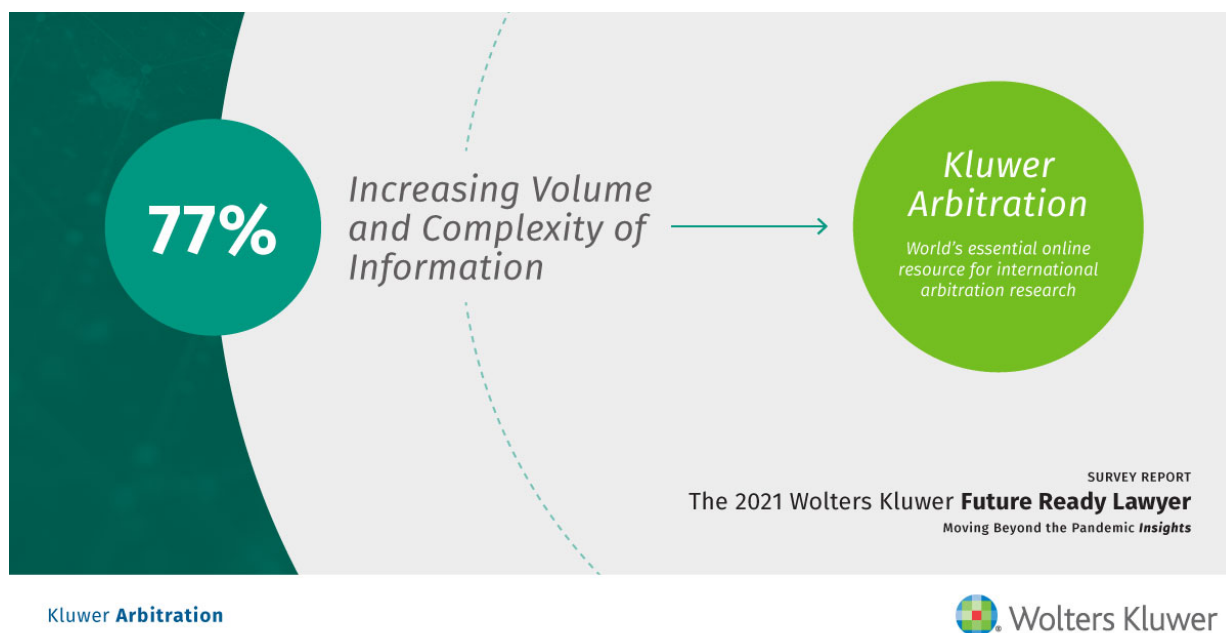 77%
Increasing Volume
and Complexity of
Information
Kluwer
Arbitration
World's essential online
resource for international
arbitration research
SURVEY REPORT
The 2021 Wolters Kluwer Future Ready Lawyer
Moving Beyond the Pandemic Insights
Kluwer Arbitration
Wolters Kluwer